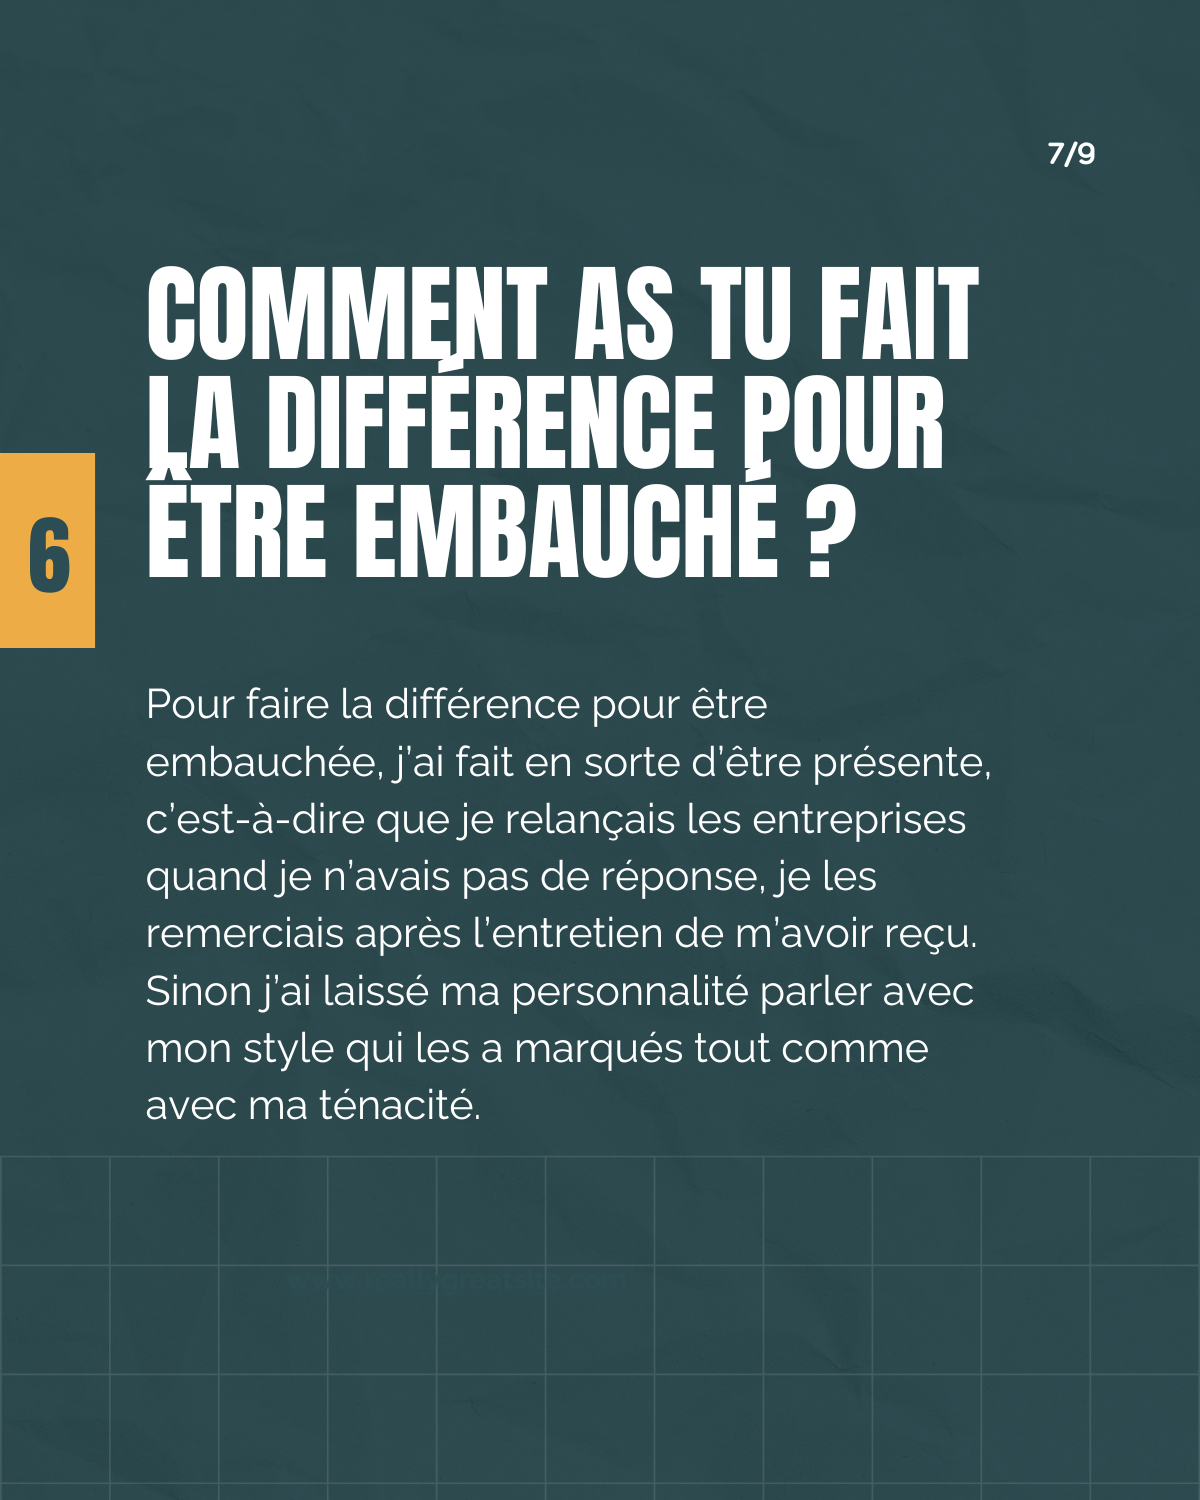 7/9
COMMENT AS TU FAIT
LA DIFFÉRENCE POUR
ÊTRE EMBAUCHÉ ?
6
Pour faire la différence pour être
embauchée, j’ai fait en sorte d’être présente,
c’est-à-dire que je relançais les entreprises
quand je n’avais pas de réponse, je les
remerciais après l’entretien de m’avoir reçu.
Sinon j’ai laissé ma personnalité parler avec
mon style qui les a marqués tout comme
avec ma ténacité.
www.reallygreatsite.com